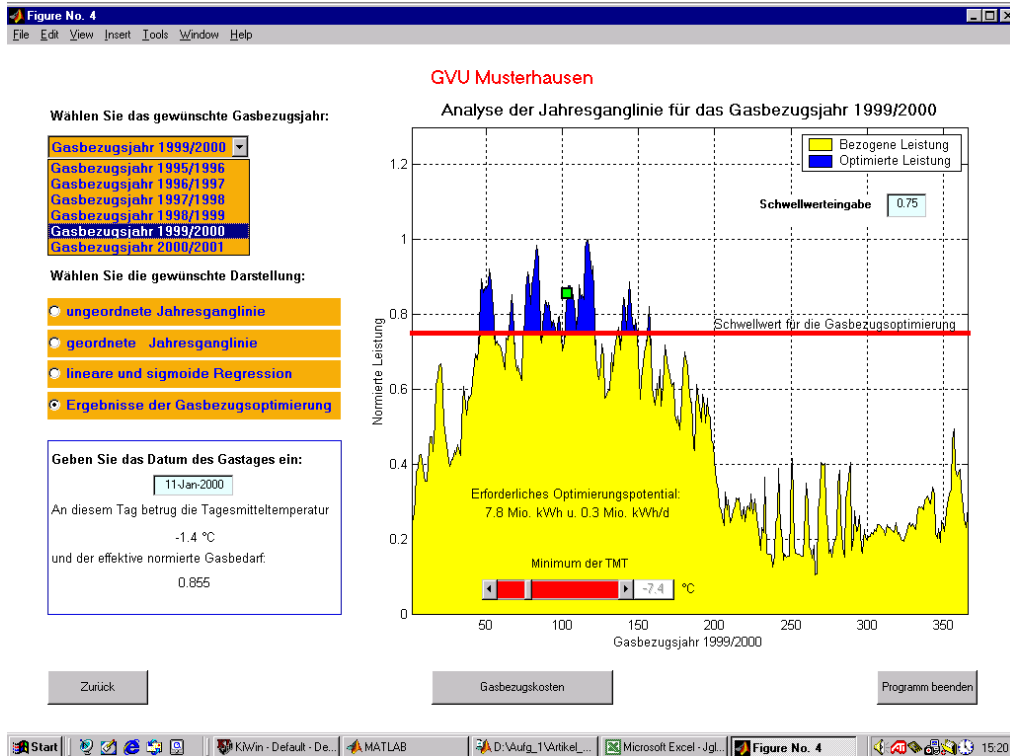 Figure No. 4
File Edit View Insert Tools Window Help
GVU Musterhausen
Wählen Sie das gewünschte Gasbezugsjahr:
Gasbezugsjahr 1999/2000
Gasbezugsjahr 1995/1996
Gasbezugsjahr 1996/1997
Gasbezugsjahr 1997/1998
Gasbezugsjahr 1998/1999
Gasbezugsjahr 1999/2000
Gasbezugsjahr 2000/2001
Wählen Sie die gewünschte Darstellung:
ungeordnete Jahresganglinie
geordnete Jahresganglinie
lineare und sigmoide Regression
Ergebnisse der Gasbezugsoptimierung
Geben Sie das Datum des Gastages ein:
11-Jan-2000
An diesem Tag betrug die Tagesmitteltemperatur
-1.4 °C
und der effektive normierte Gasbedarf:
0.855
Analyse der Jahresganglinie für das Gasbezugsjahr 1999/2000
Bezogene Leistung
Optimierte Leistung
Schwellwerteingabe 0.75
Schwellwert für die Gasbezugsoptimierung
Normierte Leistung
1.2
1
0.8
0.6
0.4
0.2
0
Erforderliches Optimierungspotential:
7.8 Mio. kWh u. 0.3 Mio. kWh/d
Minimum der TMT
-7.4 °C
50 100 150 200 250 300 350
Gasbezugsjahr 1999/2000
Zurück
Gasbezugskosten
Programm beenden
Start KiWin - Default - De... MATLAB D:\Aufg_1\Artikel_... Microsoft Excel - Jgl... Figure No. 4 15:20